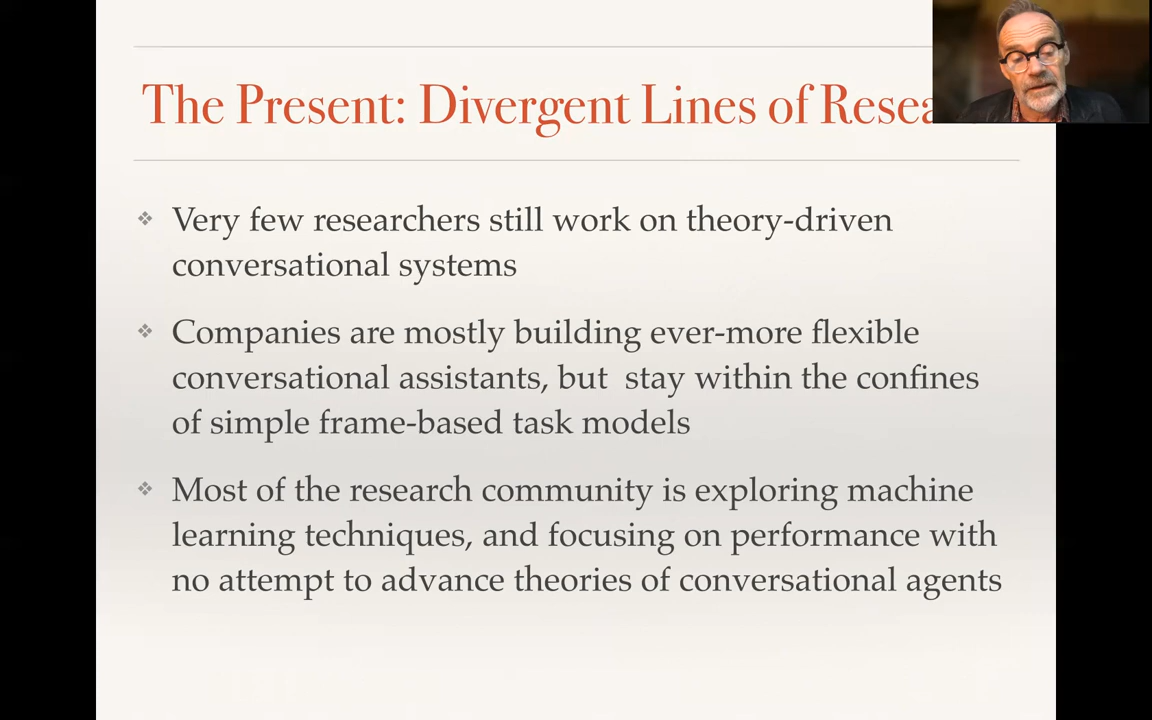 The Present: Divergent Lines of
Very few researchers still work on theory-driven
conversational systems
Companies are mostly building ever-more flexible
conversational assistants, but stay within the confines
of simple frame-based task models
Most of the research community is exploring machine
learning techniques, and focusing on performance with
no attempt to advance theories of conversational agents